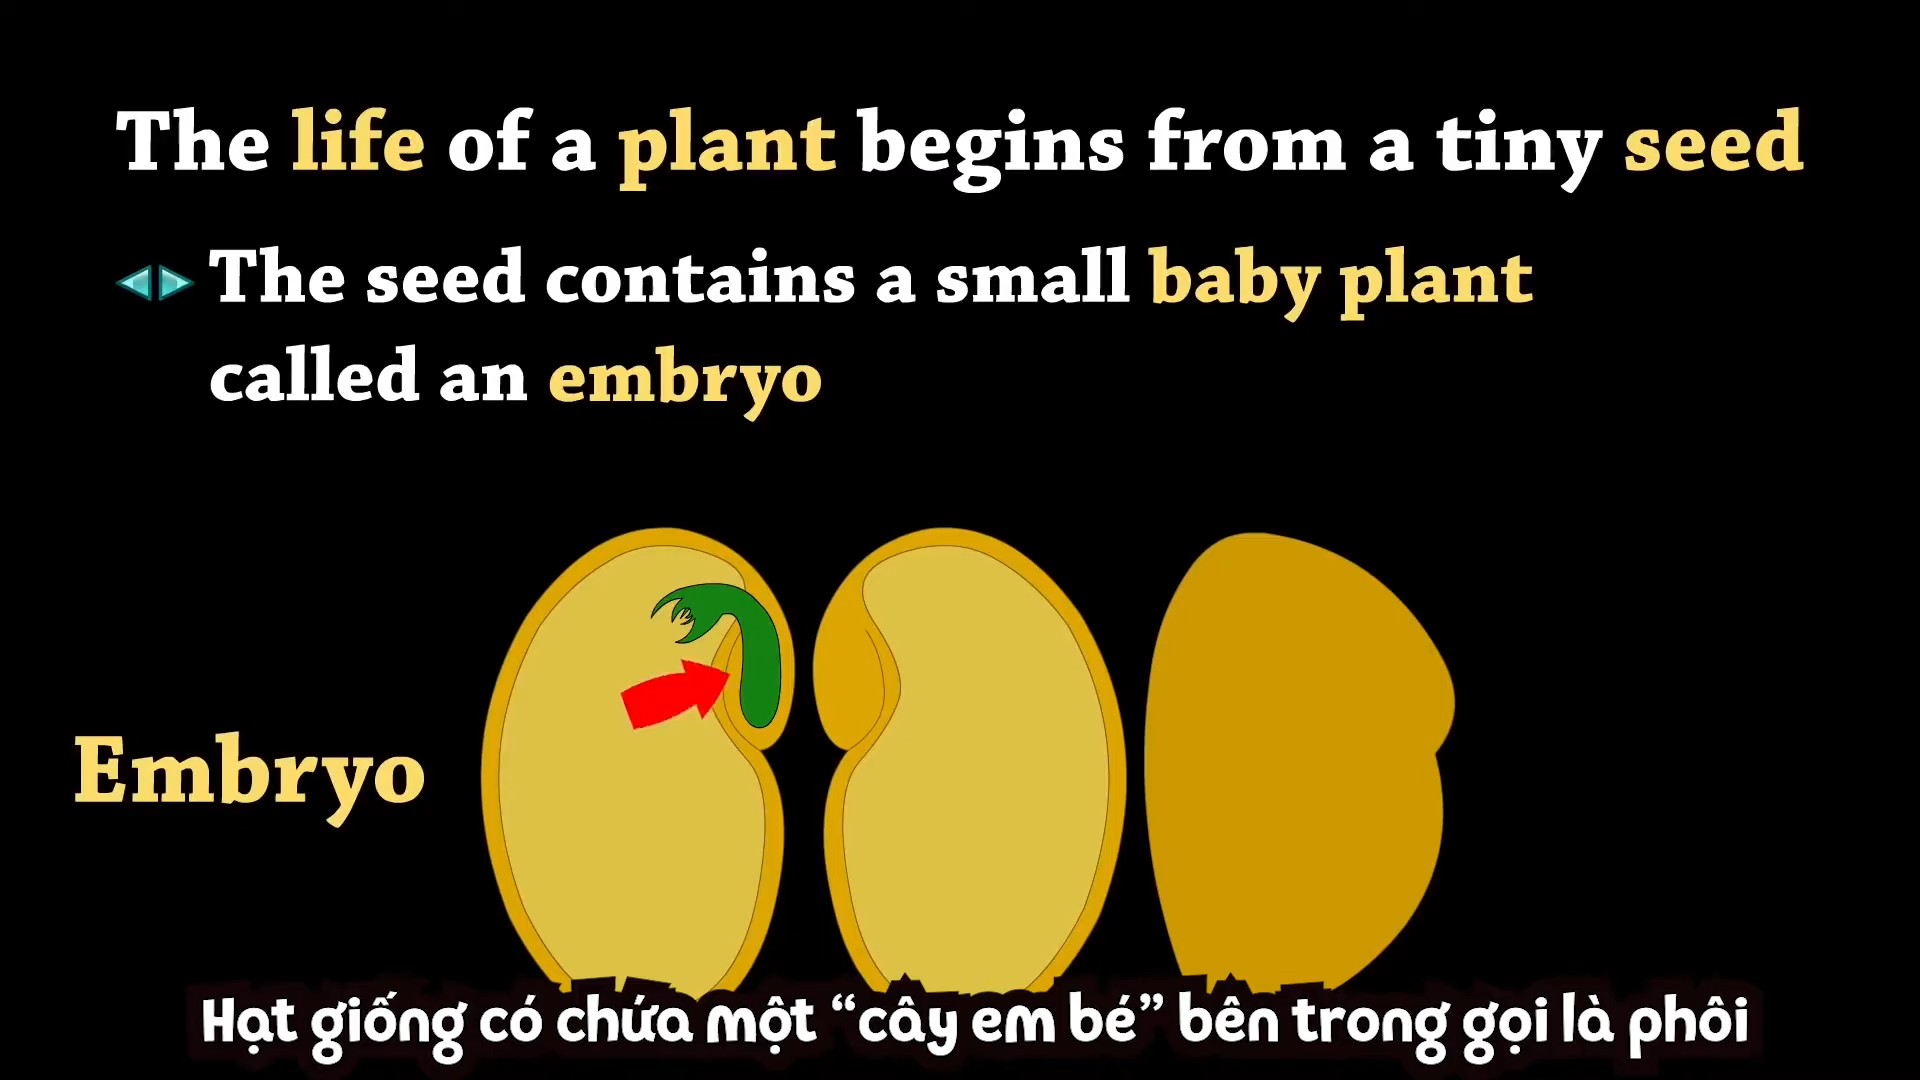 The life of a plant begins from a tiny seed
The seed contains a small baby plant
called an embryo
Embryo
Hạt giống có chứa một “cây em bé” bên trong gọi là phôi